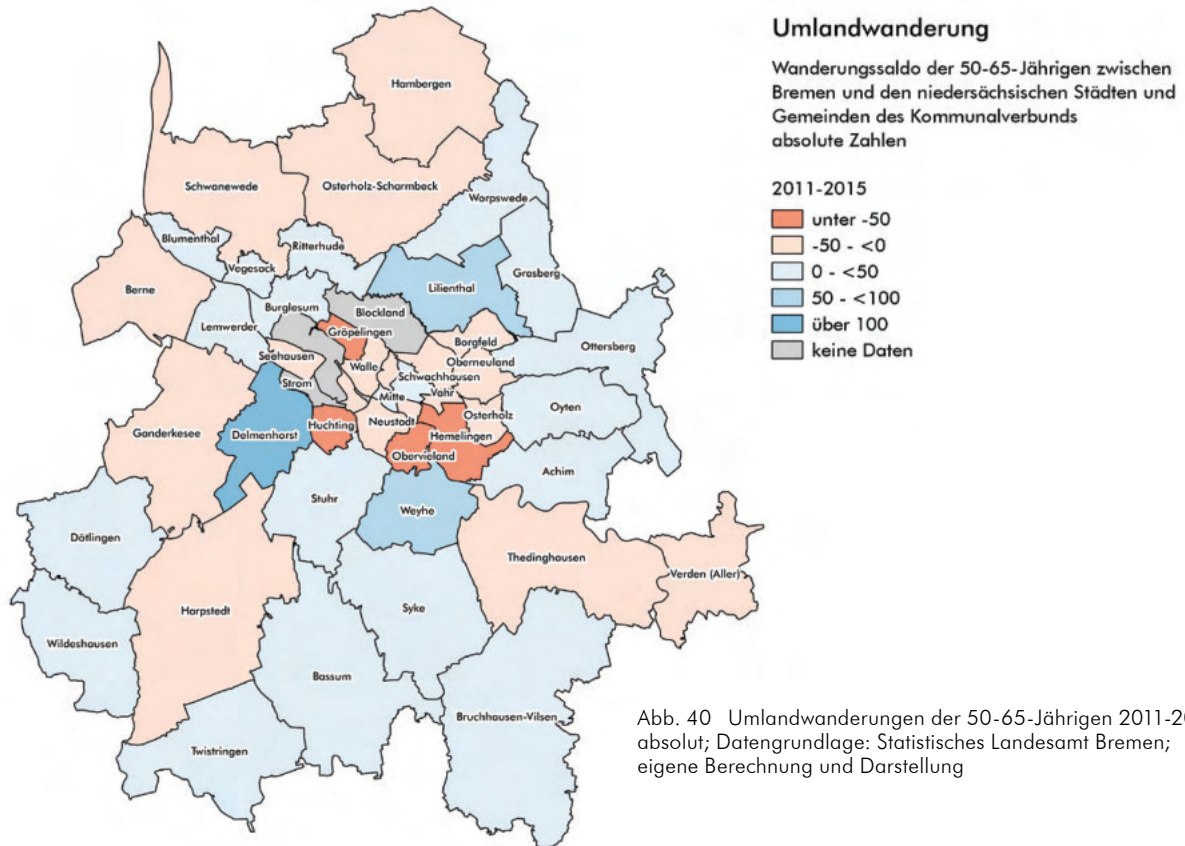 Umlandwanderung
Wanderungssaldo der 50-65-Jährigen zwischen
Bremen und den niedersächsischen Städten und
Gemeinden des Kommunalverbunds
absolute Zahlen
2011-2015
unter -50
-50 - <0
0 - <50
50 - <100
über 100
keine Daten
Hambergen
Schwanewede
Osterholz-Scharmbeck
Worpswede
Blumenthal
Ritterhude
Vegesack
Grasberg
Berne
Lilienthal
Burglesum
Blockland
Lemwerder
Gröpelingen
Borgfeld
Ottersberg
Seehausen
Oberneuland
Walle
Schwachhausen
Strom
Mitte
Vahr
Oyten
Ganderkesee
Delmenhorst
Huchting
Neustadt
Osterholz
Hemelingen
Obervieland
Achim
Stuhr
Weyhe
Dötlingen
Thedinghausen
Verden (Aller)
Harpstedt
Syke
Wildeshausen
Bassum
Bruchhausen-Vilsen
Twistringen
Abb. 40 Umlandwanderungen der 50-65-Jährigen 2011-20
absolut; Datengrundlage: Statistisches Landesamt Bremen;
eigene Berechnung und Darstellung